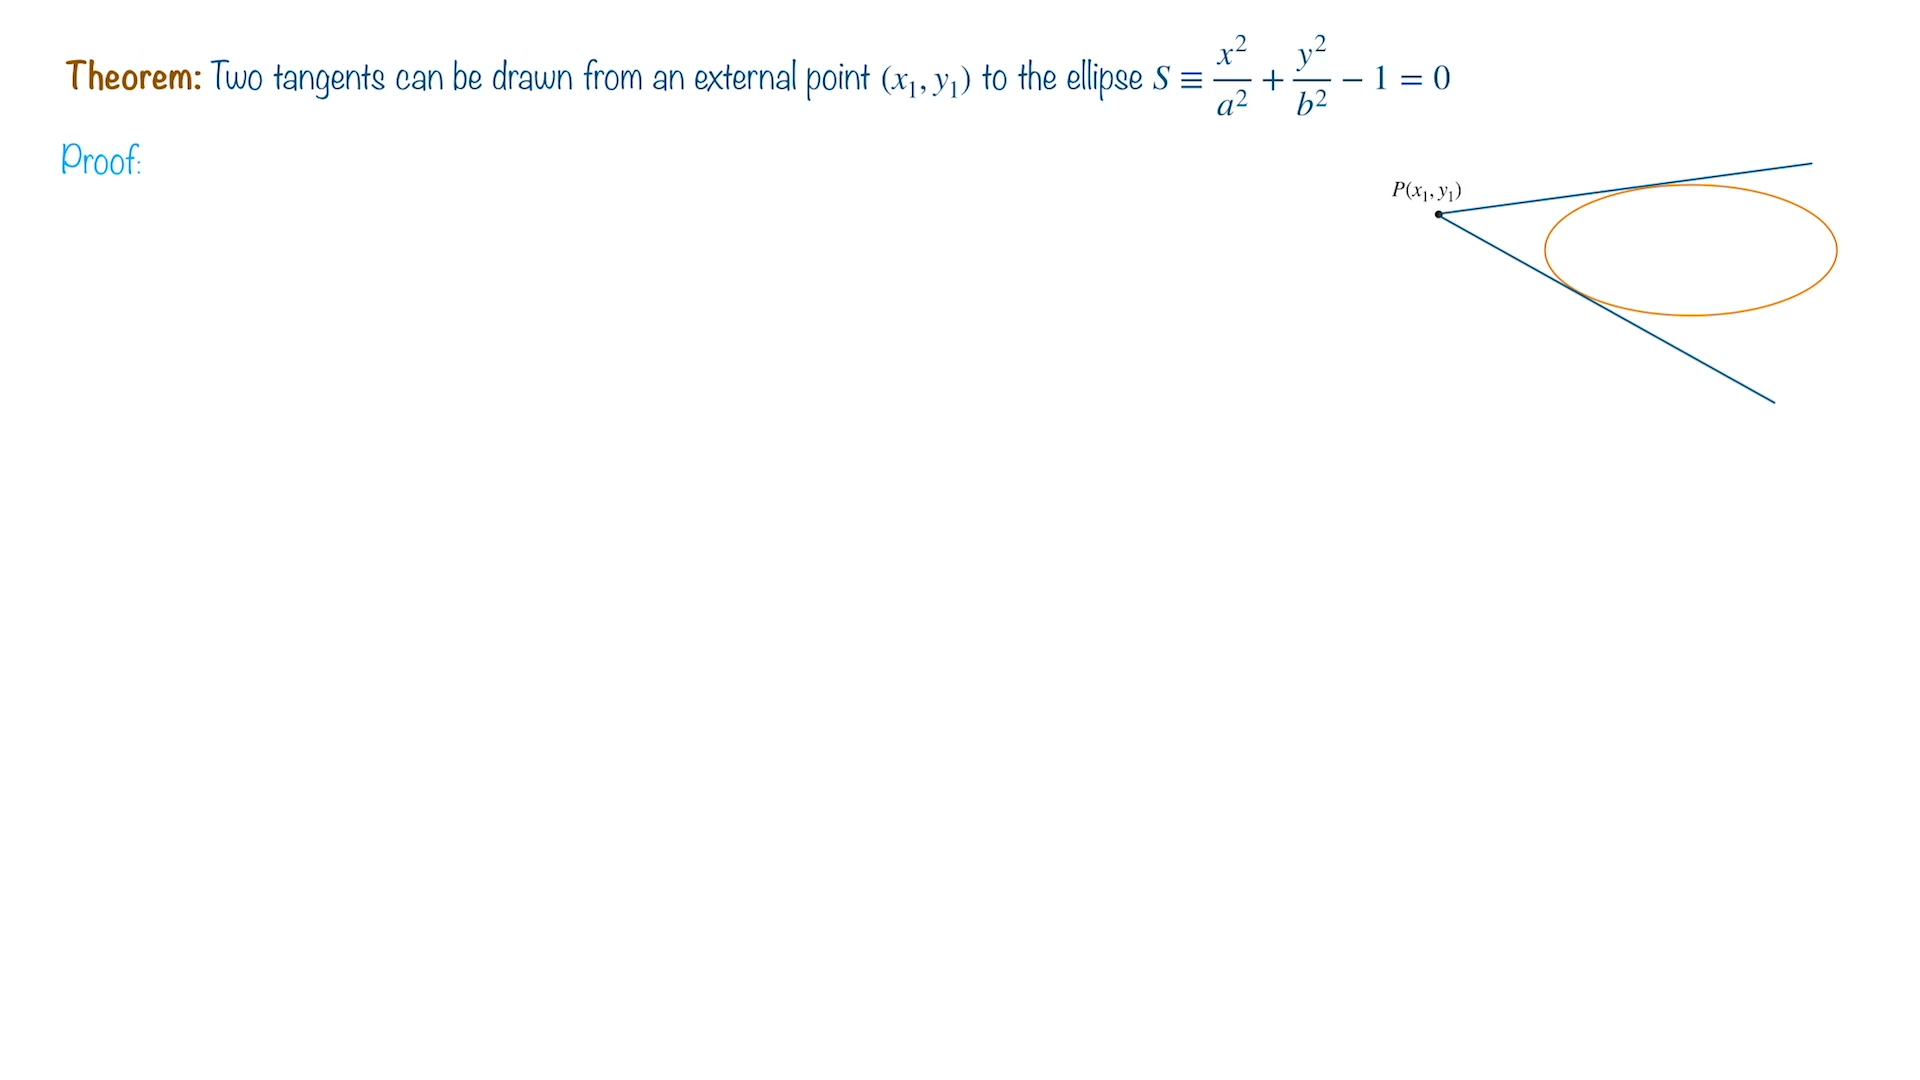 Theorem: Two tangents can be drawn from an external point (x₁, y₁) to the ellipse S ≡ x²/a² + y²/b² − 1 = 0
Proof:
P(x₁, y₁)